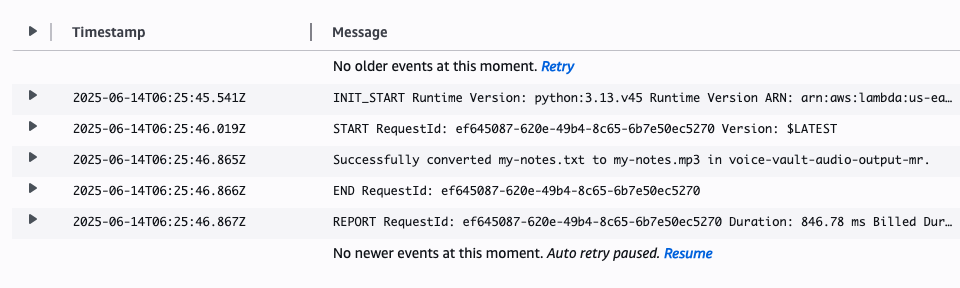 Timestamp Message
No older events at this moment. Retry
2025-06-14T06:25:45.541Z INIT_START Runtime Version: python:3.13.v45 Runtime Version ARN: arn:aws:lambda:us-ea…
2025-06-14T06:25:46.019Z START RequestId: ef645087-620e-49b4-8c65-6b7e50ec5270 Version: $LATEST
2025-06-14T06:25:46.865Z Successfully converted my-notes.txt to my-notes.mp3 in voice-vault-audio-output-mr.
2025-06-14T06:25:46.866Z END RequestId: ef645087-620e-49b4-8c65-6b7e50ec5270
2025-06-14T06:25:46.867Z REPORT RequestId: ef645087-620e-49b4-8c65-6b7e50ec5270 Duration: 846.78 ms Billed Dur…
No newer events at this moment. Auto retry paused. Resume